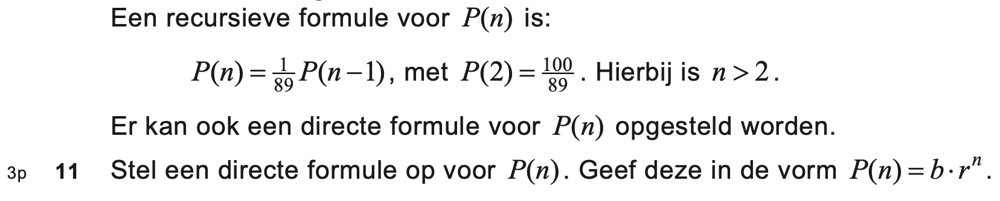 Een recursieve formule voor P(n) is:
P(n) = 1/89 P(n−1), met P(2) = 100/89. Hierbij is n > 2.
Er kan ook een directe formule voor P(n) opgesteld worden.
3p 11 Stel een directe formule op voor P(n). Geef deze in de vorm P(n) = b·rⁿ.